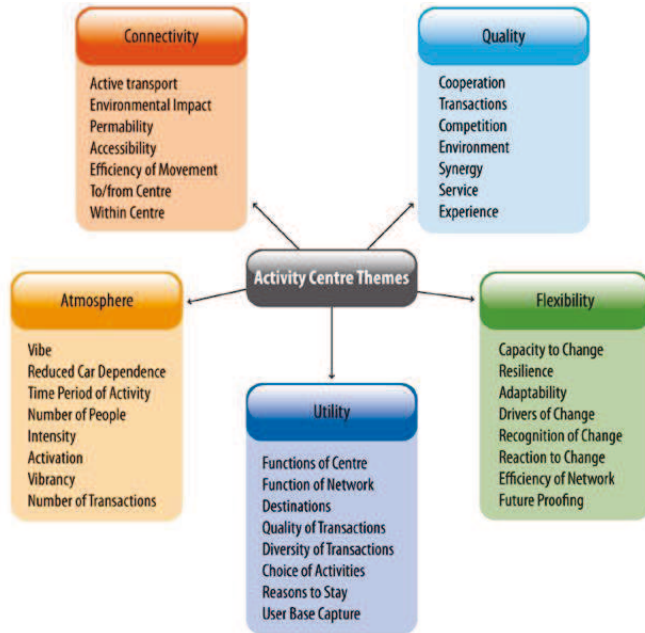 Connectivity
Active transport
Environmental Impact
Permability
Accessibility
Efficiency of Movement
To/from Centre
Within Centre
Quality
Cooperation
Transactions
Competition
Environment
Synergy
Service
Experience
Activity Centre Themes
Atmosphere
Vibe
Reduced Car Dependence
Time Period of Activity
Number of People
Intensity
Activation
Vibrancy
Number of Transactions
Utility
Functions of Centre
Function of Network
Destinations
Quality of Transactions
Diversity of Transactions
Choice of Activities
Reasons to Stay
User Base Capture
Flexibility
Capacity to Change
Resilience
Adaptability
Drivers of Change
Recognition of Change
Reaction to Change
Efficiency of Network
Future Proofing